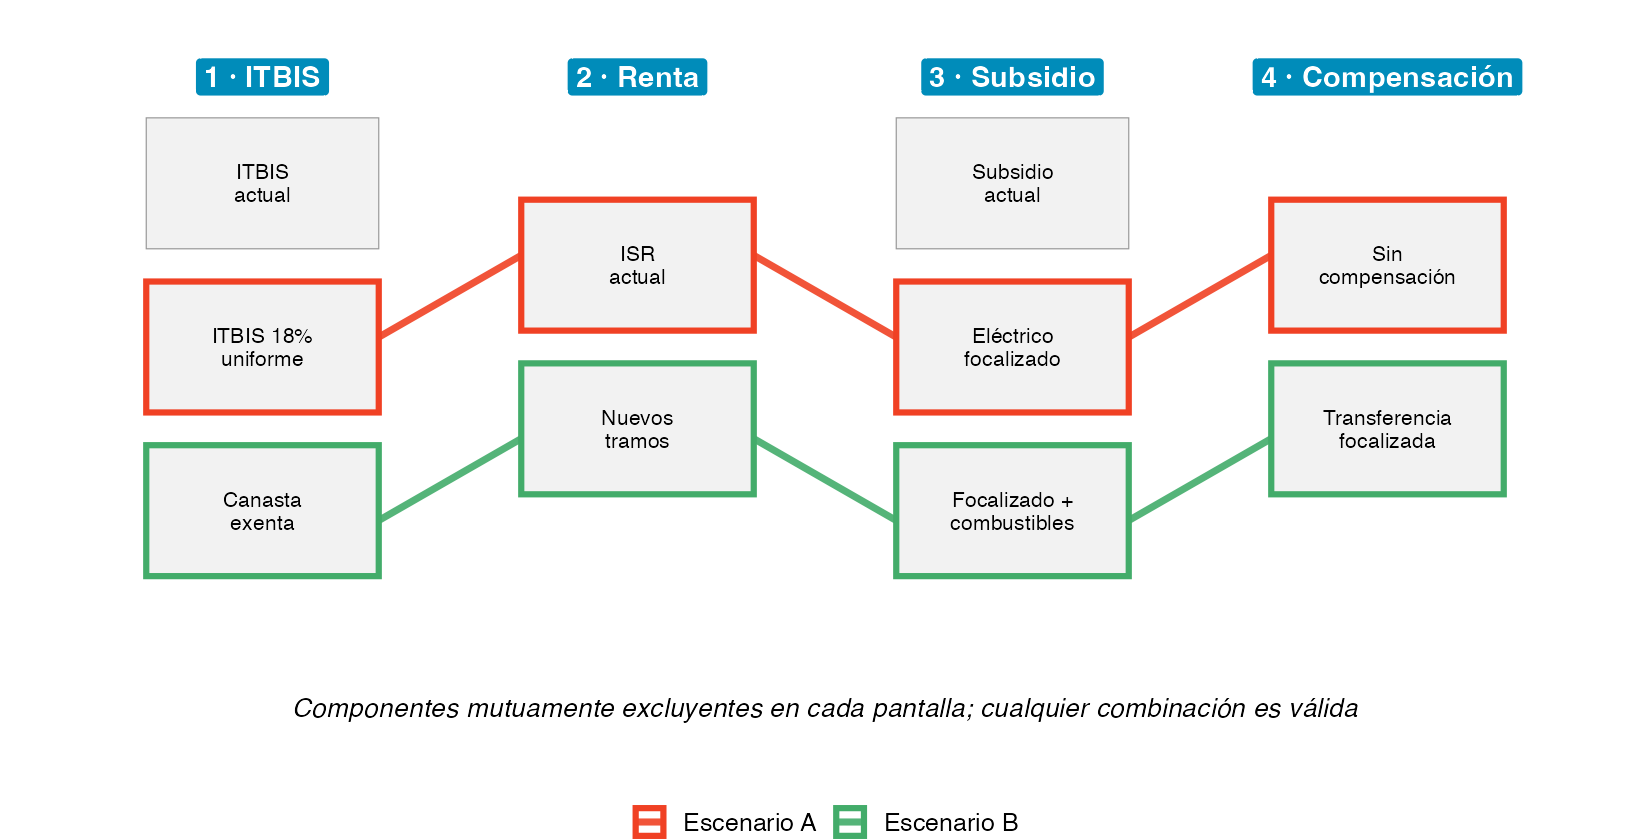 1 · ITBIS
2 · Renta
3 · Subsidio
4 · Compensación
ITBIS
actual
ITBIS 18%
uniforme
Canasta
exenta
ISR
actual
Nuevos
tramos
Subsidio
actual
Eléctrico
focalizado
Focalizado +
combustibles
Sin
compensación
Transferencia
focalizada
Componentes mutuamente excluyentes en cada pantalla; cualquier combinación es válida
Escenario A
Escenario B